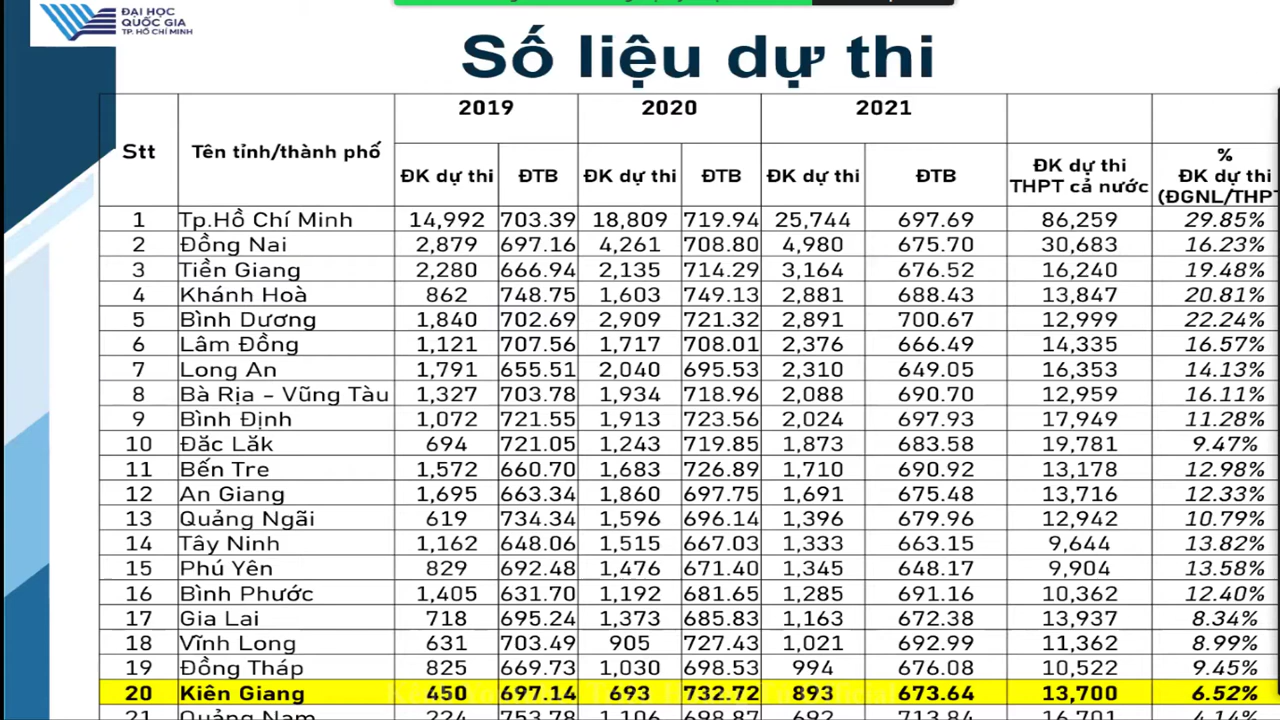 ĐẠI HỌC
QUỐC GIA
TP. HỒ CHÍ MINH
Số liệu dự thi
Stt Tên tỉnh/thành phố 2019 2020 2021
ĐK dự thi ĐTB ĐK dự thi ĐTB ĐK dự thi ĐTB ĐK dự thi THPT cả nước % ĐK dự thi (ĐGNL/THPT
1 Tp.Hồ Chí Minh 14,992 703.39 18,809 719.94 25,744 697.69 86,259 29.85%
2 Đồng Nai 2,879 697.16 4,261 708.80 4,980 675.70 30,683 16.23%
3 Tiền Giang 2,280 666.94 2,135 714.29 3,164 676.52 16,240 19.48%
4 Khánh Hoà 862 748.75 1,603 749.13 2,881 688.43 13,847 20.81%
5 Bình Dương 1,840 702.69 2,909 721.32 2,891 700.67 12,999 22.24%
6 Lâm Đồng 1,121 707.56 1,717 708.01 2,376 666.49 14,335 16.57%
7 Long An 1,791 655.51 2,040 695.53 2,310 649.05 16,353 14.13%
8 Bà Rịa – Vũng Tàu 1,327 703.78 1,934 718.96 2,088 690.70 12,959 16.11%
9 Bình Định 1,072 721.55 1,913 723.56 2,024 697.93 17,949 11.28%
10 Đăc Lăk 694 721.05 1,243 719.85 1,873 683.58 19,781 9.47%
11 Bến Tre 1,572 660.70 1,683 726.89 1,710 690.92 13,178 12.98%
12 An Giang 1,695 663.34 1,860 697.75 1,691 675.48 13,716 12.33%
13 Quảng Ngãi 619 734.34 1,596 696.14 1,396 679.96 12,942 10.79%
14 Tây Ninh 1,162 648.06 1,515 667.03 1,333 663.15 9,644 13.82%
15 Phú Yên 829 692.48 1,476 671.40 1,345 648.17 9,904 13.58%
16 Bình Phước 1,405 631.70 1,192 681.65 1,285 691.16 10,362 12.40%
17 Gia Lai 718 695.24 1,373 685.83 1,163 672.38 13,937 8.34%
18 Vĩnh Long 631 703.49 905 727.43 1,021 692.99 11,362 8.99%
19 Đồng Tháp 825 669.73 1,030 698.53 994 676.08 10,522 9.45%
20 Kiên Giang 450 697.14 693 732.72 893 673.64 13,700 6.52%
21 Quảng Nam 224 753.78 1,106 698.87 692 713.84 16,701 4.14%